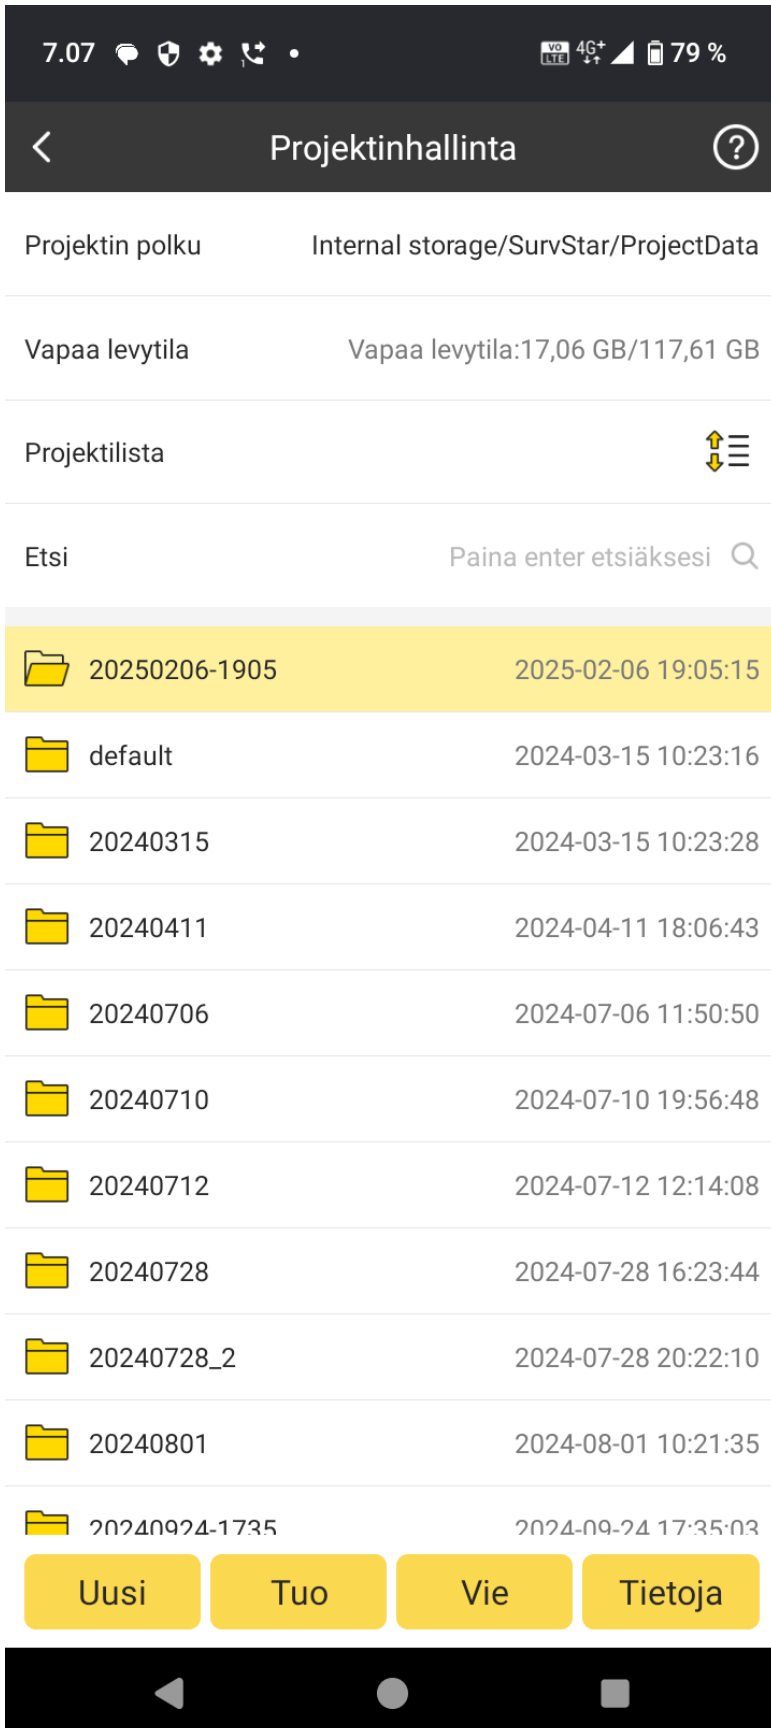 7.07 1 VO LTE 4G+ 79 %
Projektinhallinta ?
Projektin polku Internal storage/SurvStar/ProjectData
Vapaa levytila Vapaa levytila:17,06 GB/117,61 GB
Projektilista
Etsi Paina enter etsiäksesi
20250206-1905 2025-02-06 19:05:15
default 2024-03-15 10:23:16
20240315 2024-03-15 10:23:28
20240411 2024-04-11 18:06:43
20240706 2024-07-06 11:50:50
20240710 2024-07-10 19:56:48
20240712 2024-07-12 12:14:08
20240728 2024-07-28 16:23:44
20240728_2 2024-07-28 20:22:10
20240801 2024-08-01 10:21:35
20240924-1735 2024-09-24 17:35:03
Uusi Tuo Vie Tietoja